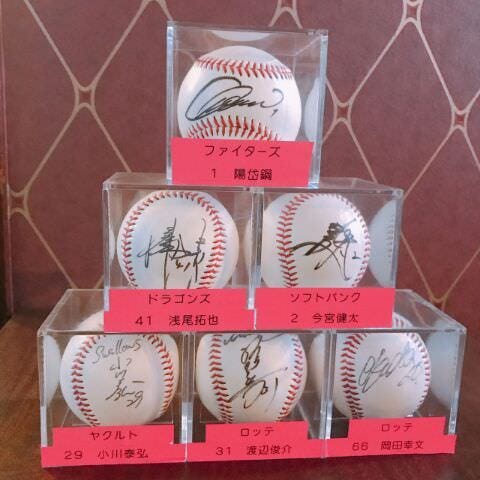 ファイターズ
1 陽岱鋼
ドラゴンズ
41 浅尾拓也
ソフトバンク
2 今宮健太
Swallows
29
ヤクルト
29 小川泰弘
ロッテ
31 渡辺俊介
ロッテ
66 岡田幸文